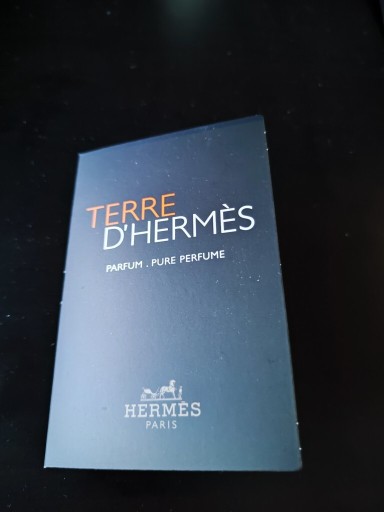 TERRE
D'HERMÈS
PARFUM . PURE PERFUME
HERMÈS
PARIS